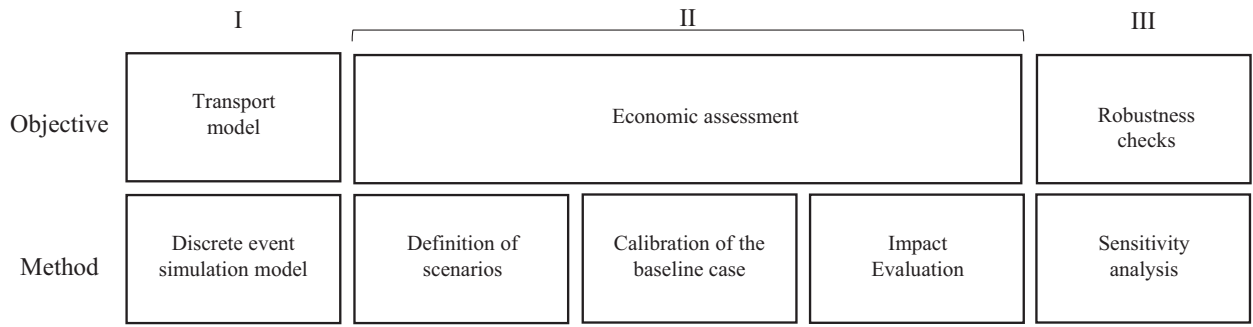 I
II
III
Objective
Transport
model
Economic assessment
Robustness
checks
Method
Discrete event
simulation model
Definition of
scenarios
Calibration of the
baseline case
Impact
Evaluation
Sensitivity
analysis